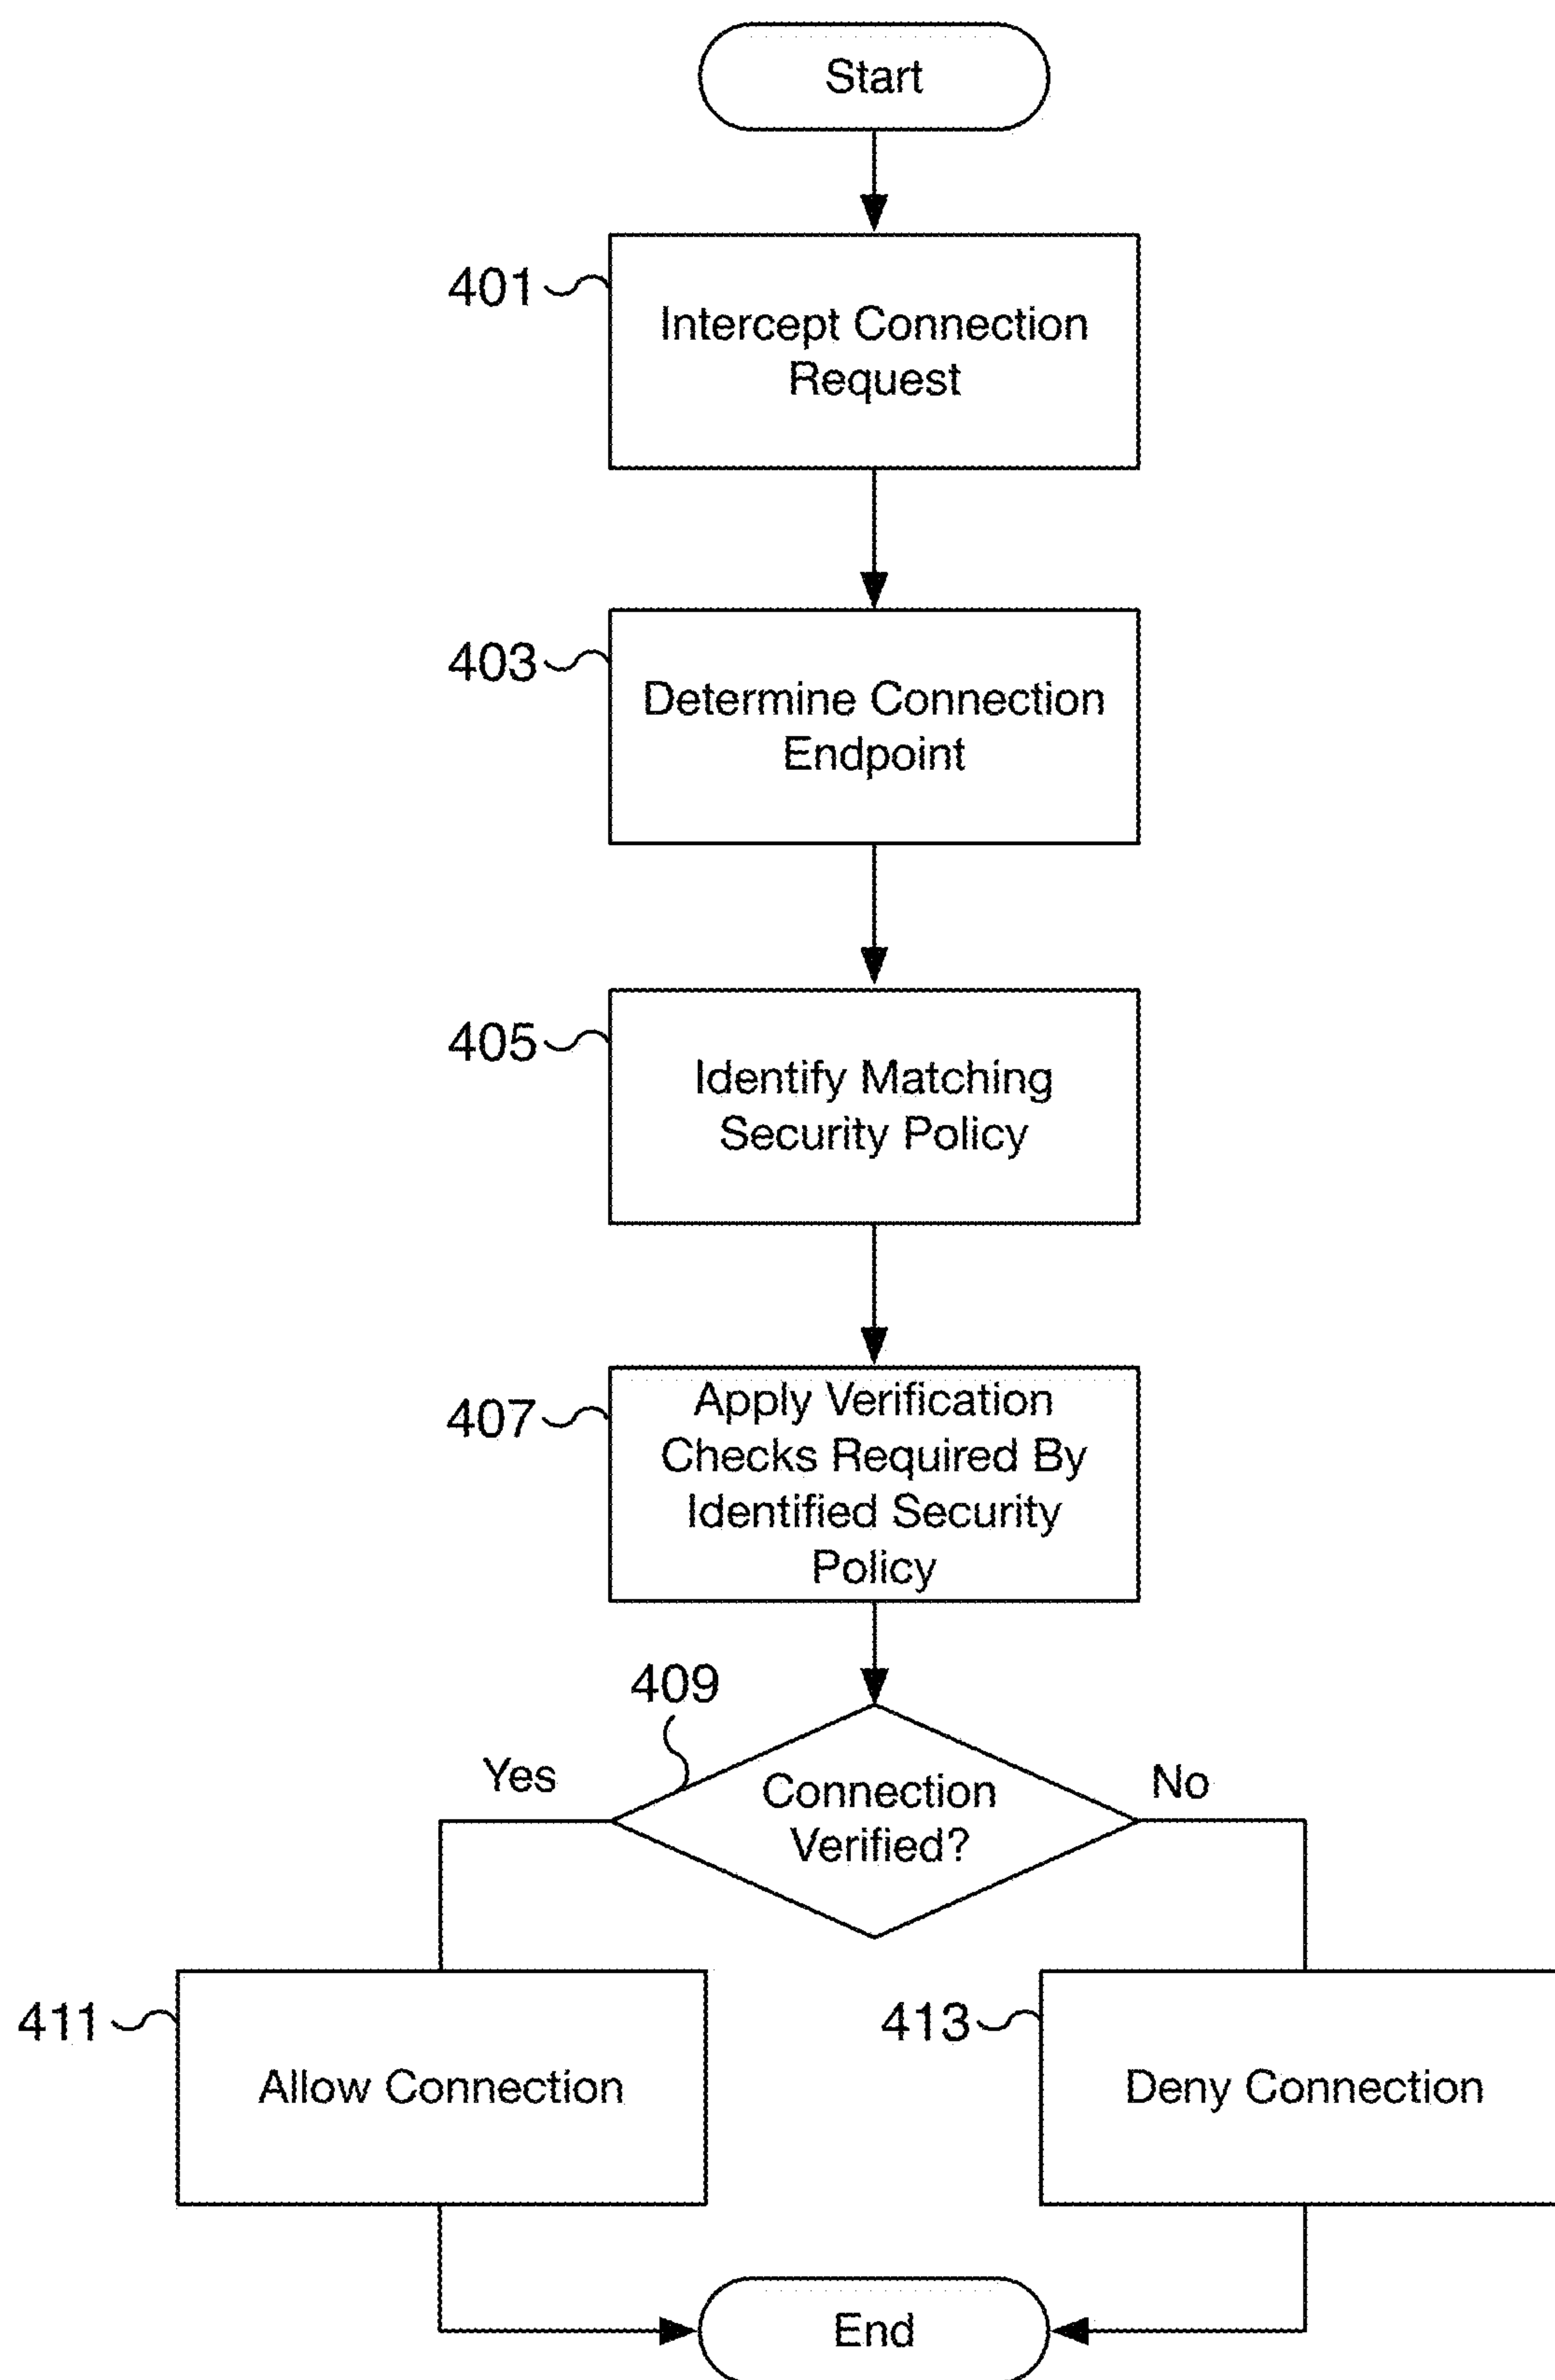 Start
401
Intercept Connection
Request
403
Determine Connection
Endpoint
405
Identify Matching
Security Policy
407
Apply Verification
Checks Required By
Identified Security
Policy
409
Yes
Connection
Verified?
No
411
Allow Connection
413
Deny Connection
End